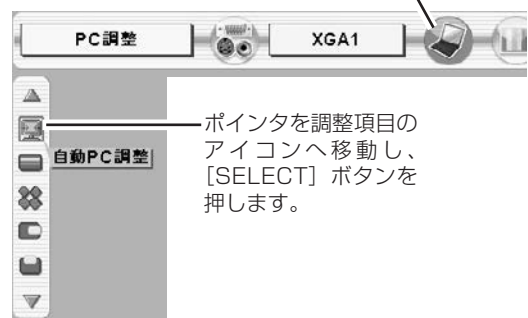 PC調整
XGA1
自動PC調整
ポインタを調整項目の
アイコンへ移動し、
［SELECT］ボタンを
押します。